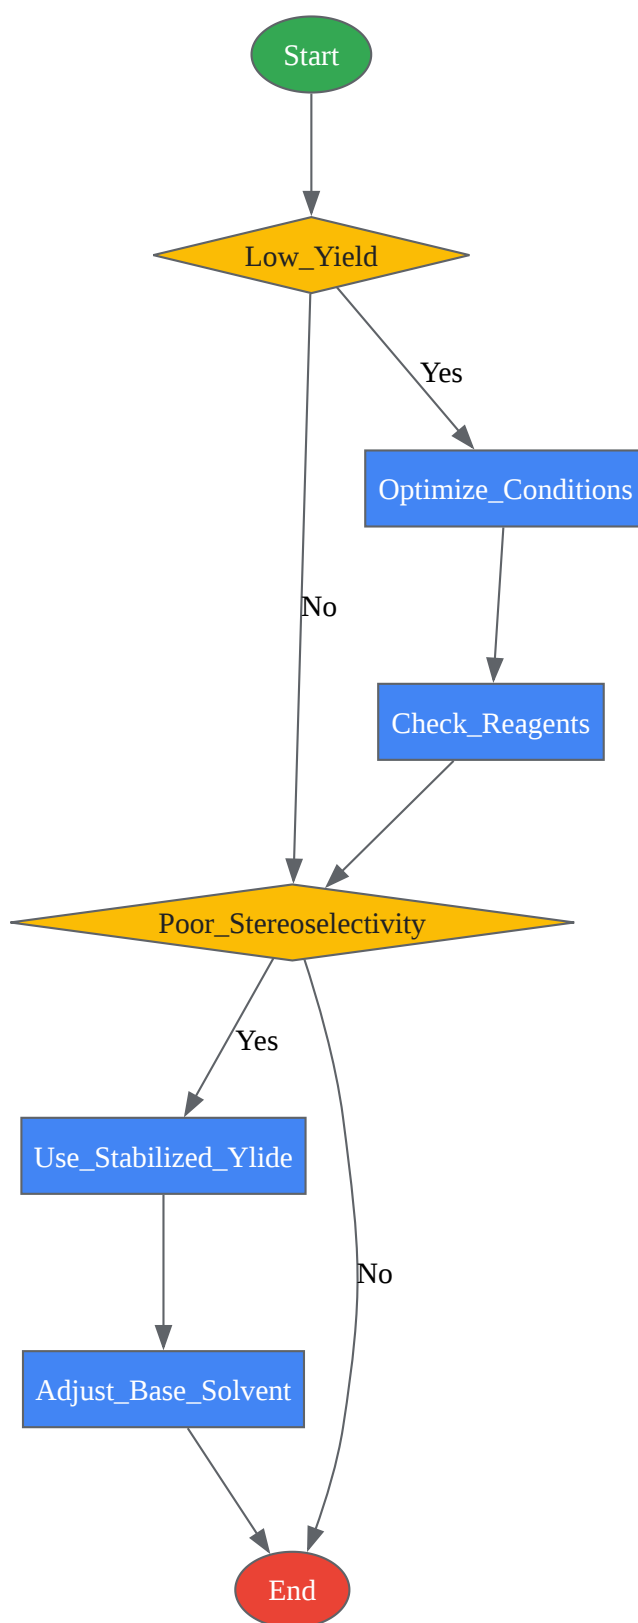 Start
Low_Yield
Yes
Optimize_Conditions
No
Check_Reagents
Poor_Stereoselectivity
Yes
Use_Stabilized_Ylide
No
Adjust_Base_Solvent
End